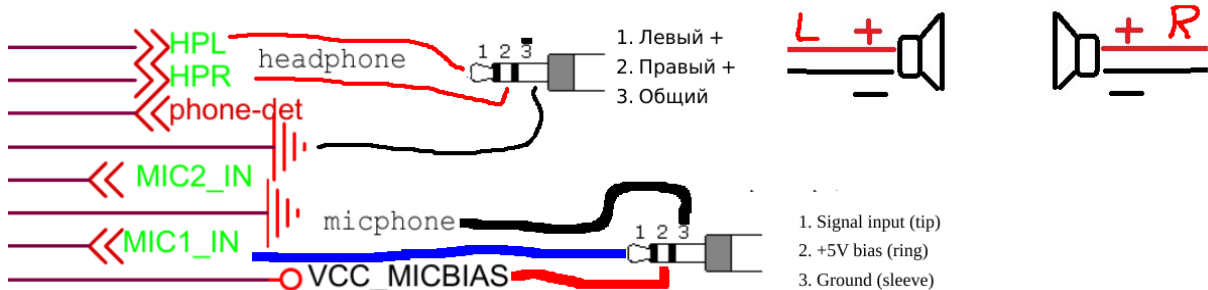 HPL
headphone
HPR
phone-det
MIC2_IN
micphone
MIC1_IN
VCC_MICBIAS
1 2 3
1. Левый +
2. Правый +
3. Общий
L +
−
+ R
−
1 2 3
1. Signal input (tip)
2. +5V bias (ring)
3. Ground (sleeve)